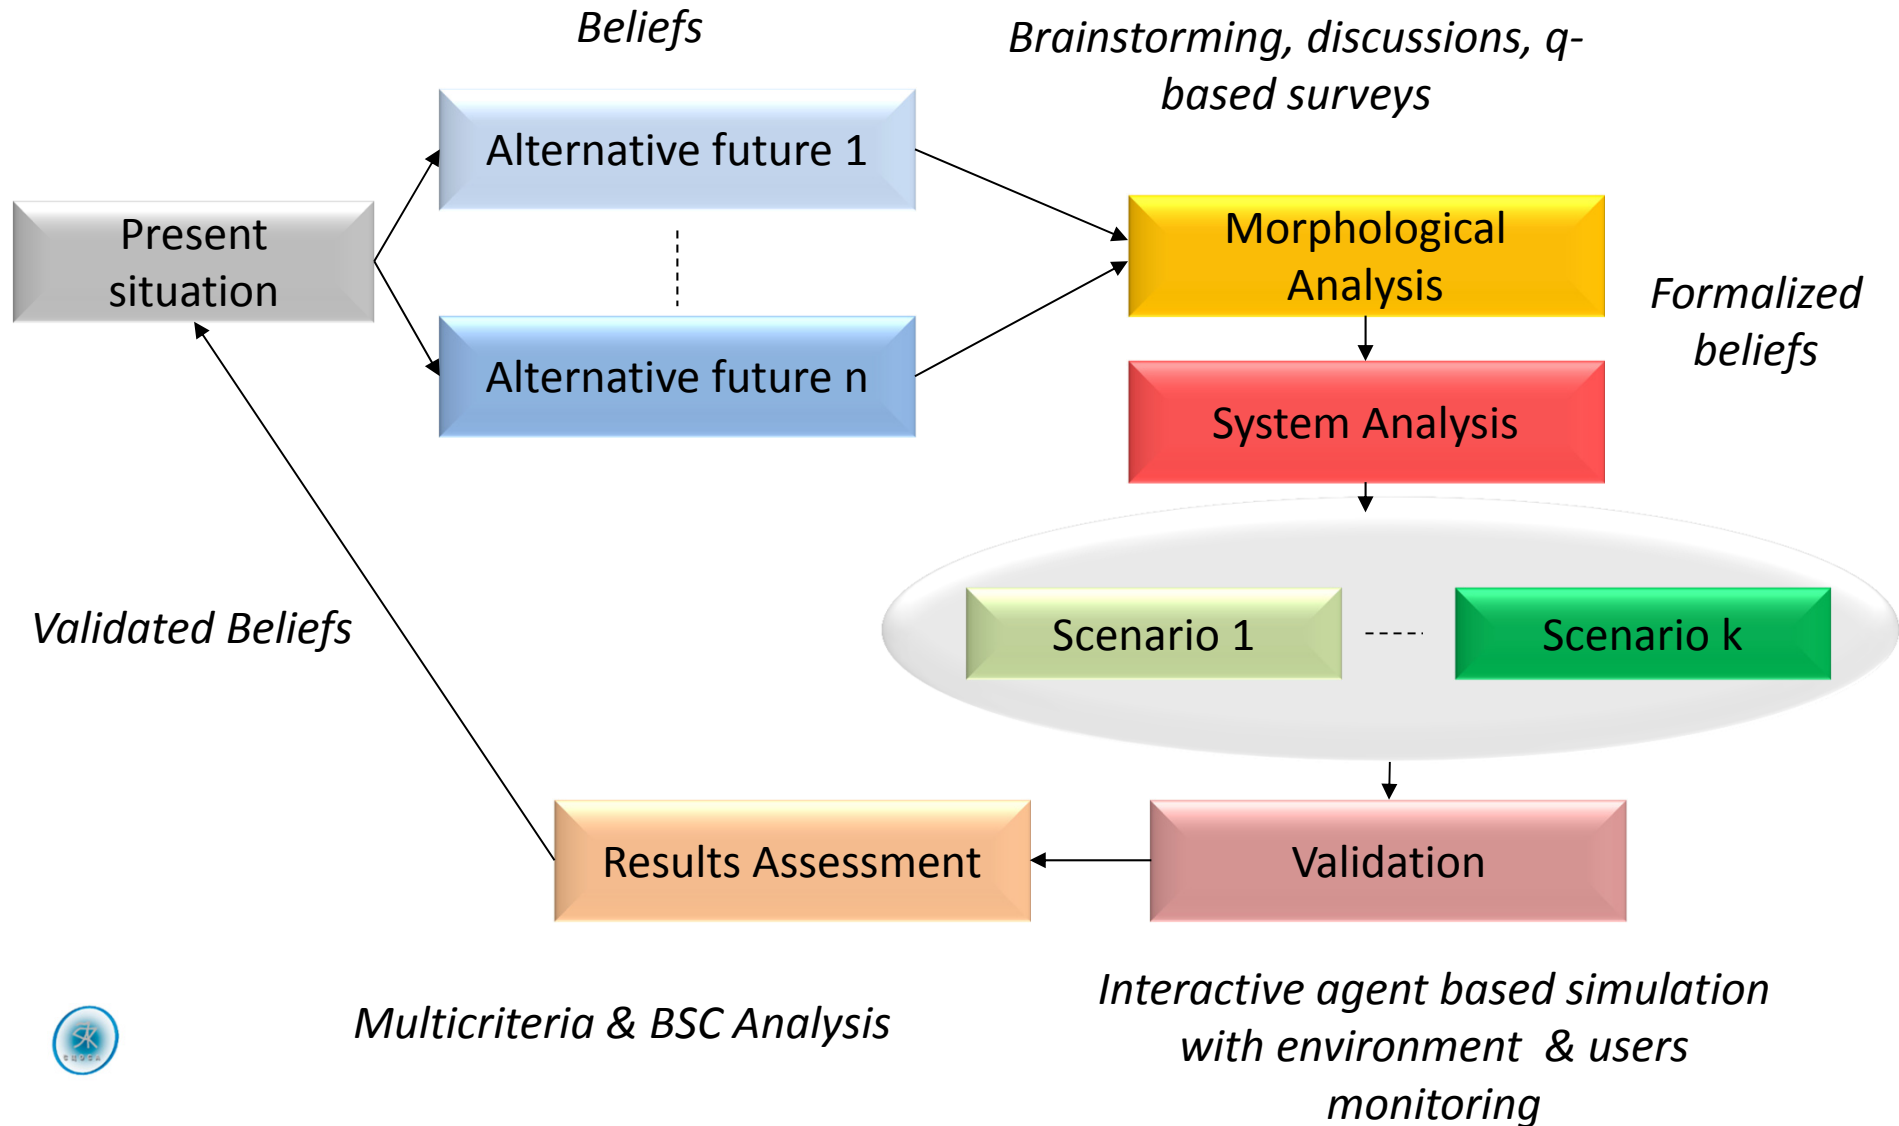 Beliefs
Brainstorming, discussions, q-
based surveys
Alternative future 1
Present
situation
Morphological
Analysis
Formalized
beliefs
Alternative future n
System Analysis
Validated Beliefs
Scenario 1
Scenario k
Results Assessment
Validation
Multicriteria & BSC Analysis
Interactive agent based simulation
with environment & users
monitoring